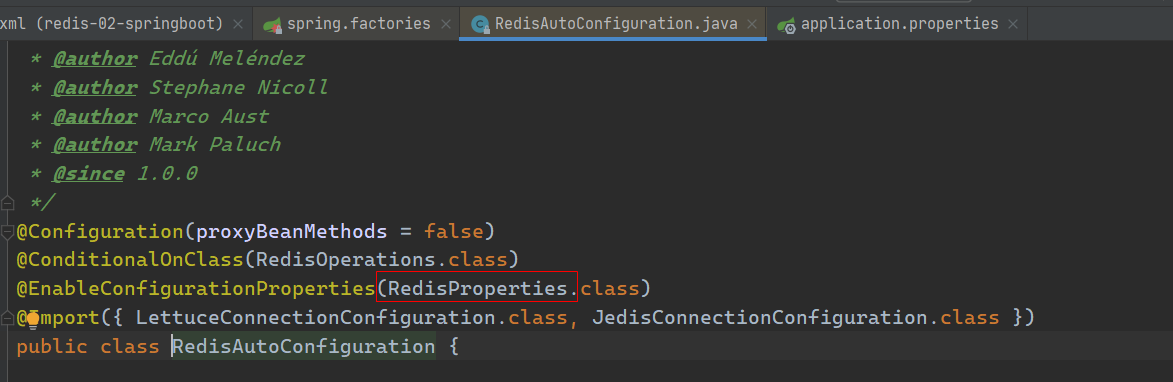 xml (redis-02-springboot) × spring.factories × RedisAutoConfiguration.java × application.properties ×
* @author Eddú Meléndez
* @author Stephane Nicoll
* @author Marco Aust
* @author Mark Paluch
* @since 1.0.0
*/
@Configuration(proxyBeanMethods = false)
@ConditionalOnClass(RedisOperations.class)
@EnableConfigurationProperties(RedisProperties.class)
@Import({ LettuceConnectionConfiguration.class, JedisConnectionConfiguration.class })
public class RedisAutoConfiguration {